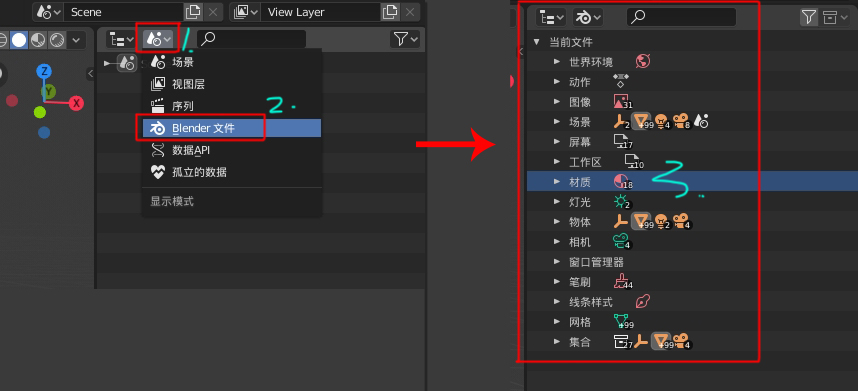 Scene
View Layer
1.
场景
视图层
序列
2.
Blender 文件
数据API
孤立的数据
显示模式
Z
Y
X
当前文件
世界环境
动作
图像 31
场景 2 +99 4 8
屏幕 17
工作区 10
材质 18
3.
灯光 2
物体 +99 2 4
相机 4
窗口管理器
笔刷 44
线条样式
网格 +99
集合 27 +99 4